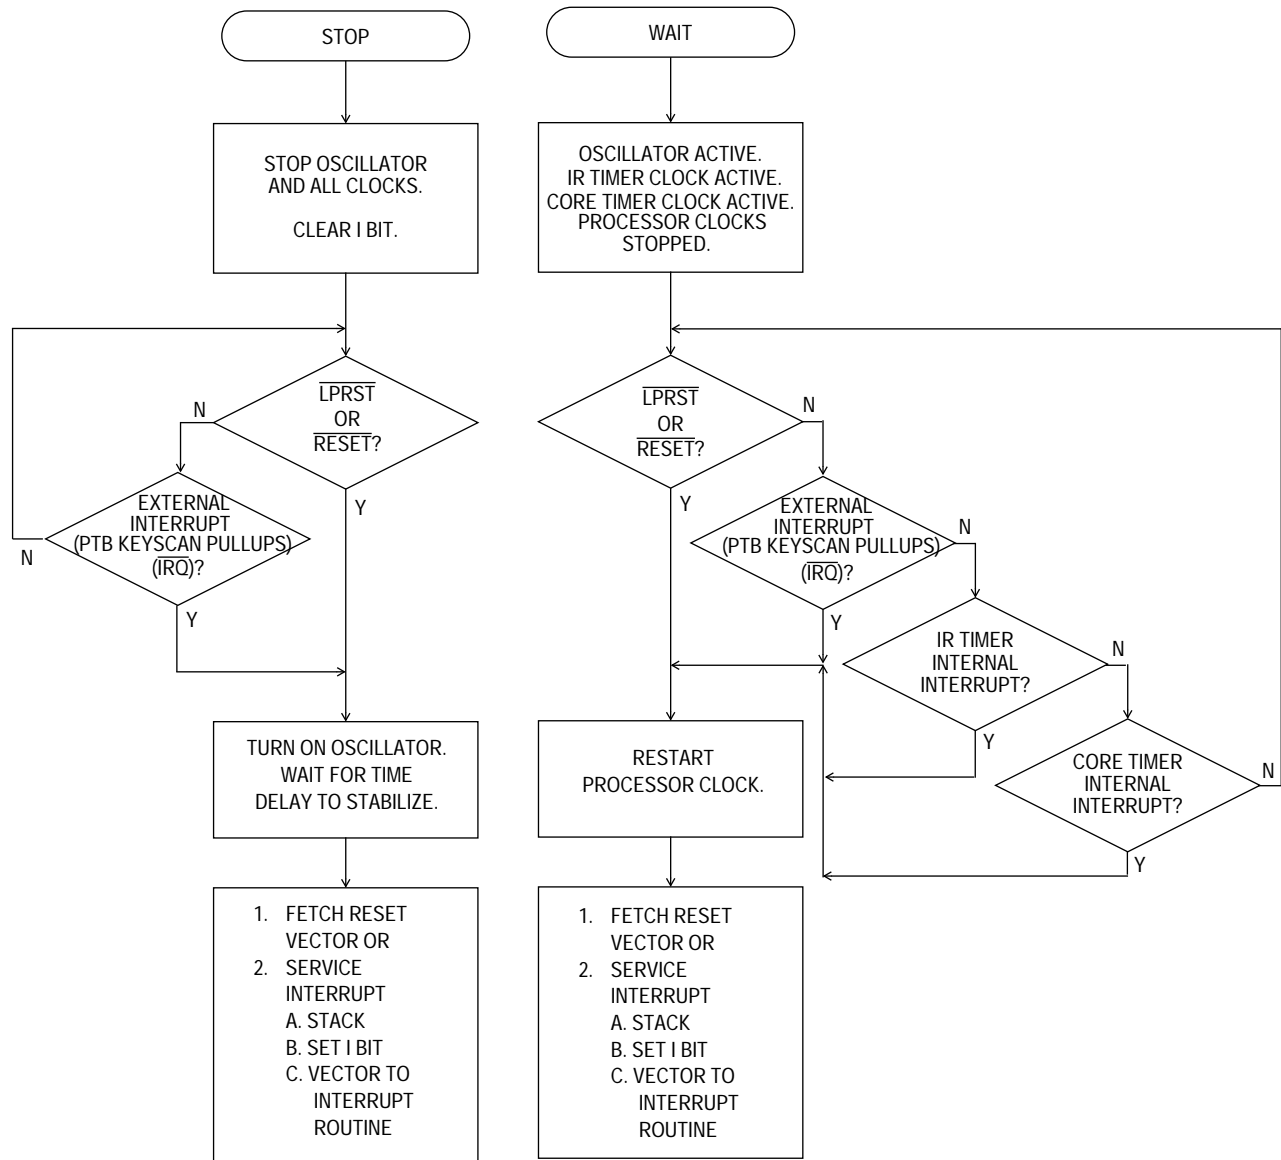 STOP
STOP OSCILLATOR
AND ALL CLOCKS.
CLEAR I BIT.
LPRST
OR
RESET?
N
Y
EXTERNAL
INTERRUPT
(PTB KEYSCAN PULLUPS)
(IRQ)?
N
Y
TURN ON OSCILLATOR.
WAIT FOR TIME
DELAY TO STABILIZE.
1. FETCH RESET
VECTOR OR
2. SERVICE
INTERRUPT
A. STACK
B. SET I BIT
C. VECTOR TO
INTERRUPT
ROUTINE
WAIT
OSCILLATOR ACTIVE.
IR TIMER CLOCK ACTIVE.
CORE TIMER CLOCK ACTIVE.
PROCESSOR CLOCKS
STOPPED.
LPRST
OR
RESET?
N
Y
EXTERNAL
INTERRUPT
(PTB KEYSCAN PULLUPS)
(IRQ)?
N
Y
IR TIMER
INTERNAL
INTERRUPT?
N
Y
CORE TIMER
INTERNAL
INTERRUPT?
N
Y
RESTART
PROCESSOR CLOCK.
1. FETCH RESET
VECTOR OR
2. SERVICE
INTERRUPT
A. STACK
B. SET I BIT
C. VECTOR TO
INTERRUPT
ROUTINE